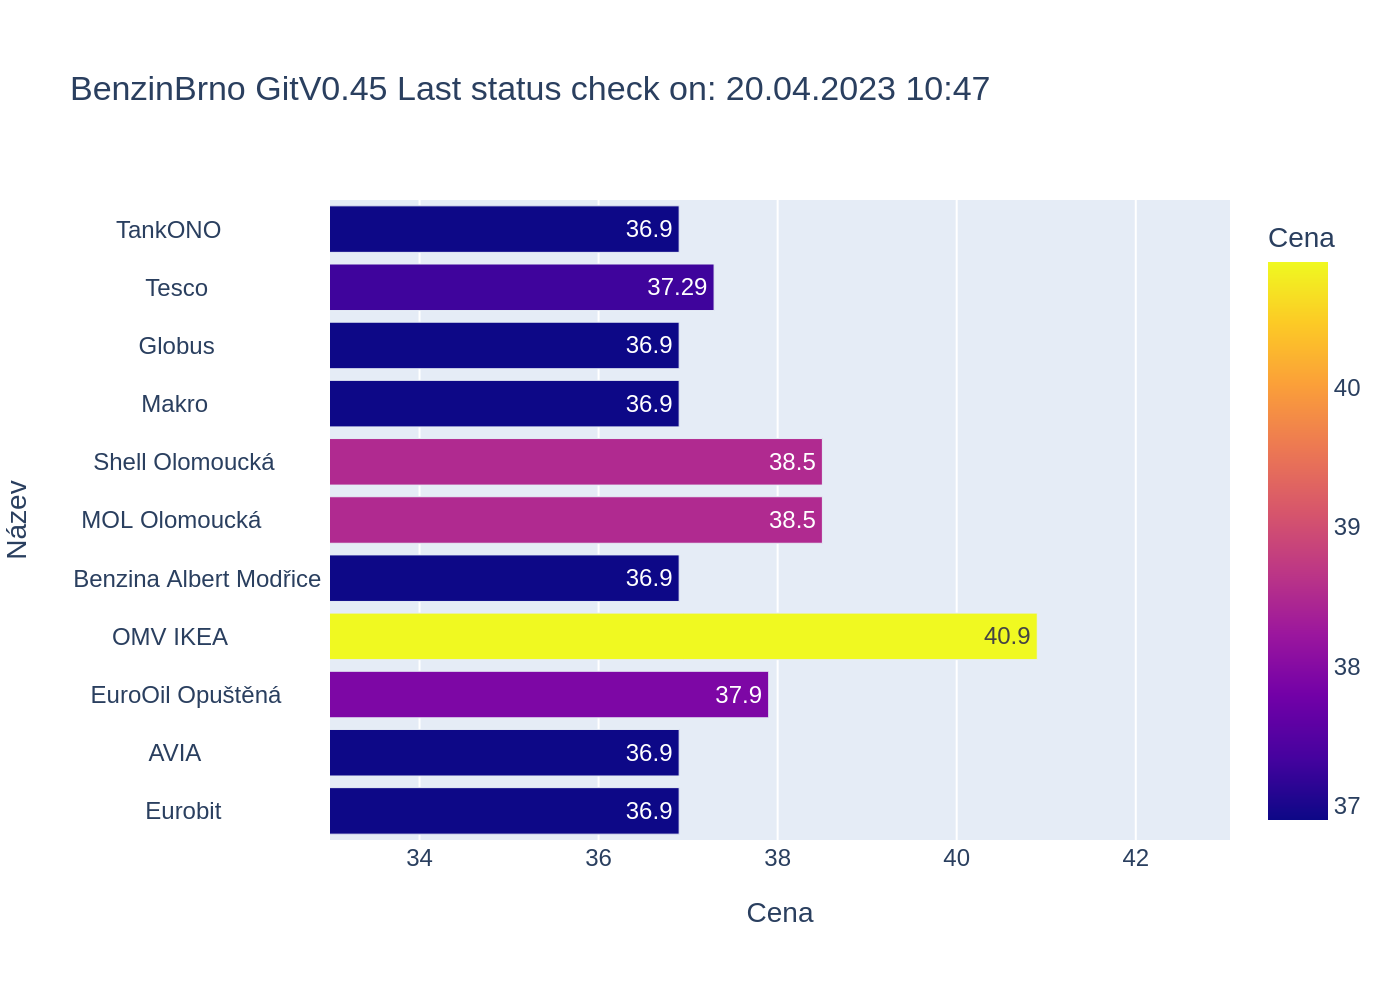 BenzinBrno GitV0.45 Last status check on: 20.04.2023 10:47
TankONO 36.9
Tesco 37.29
Globus 36.9
Makro 36.9
Shell Olomoucká 38.5
MOL Olomoucká 38.5
Benzina Albert Modřice 36.9
OMV IKEA 40.9
EuroOil Opuštěná 37.9
AVIA 36.9
Eurobit 36.9
Název
34 36 38 40 42
Cena
Cena
40
39
38
37